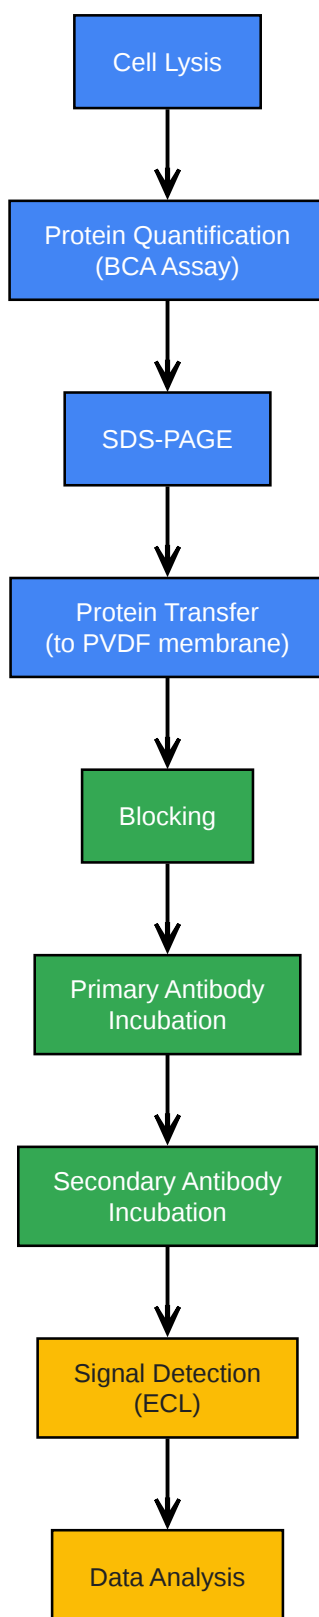 Cell Lysis
Protein Quantification
(BCA Assay)
SDS-PAGE
Protein Transfer
(to PVDF membrane)
Blocking
Primary Antibody
Incubation
Secondary Antibody
Incubation
Signal Detection
(ECL)
Data Analysis